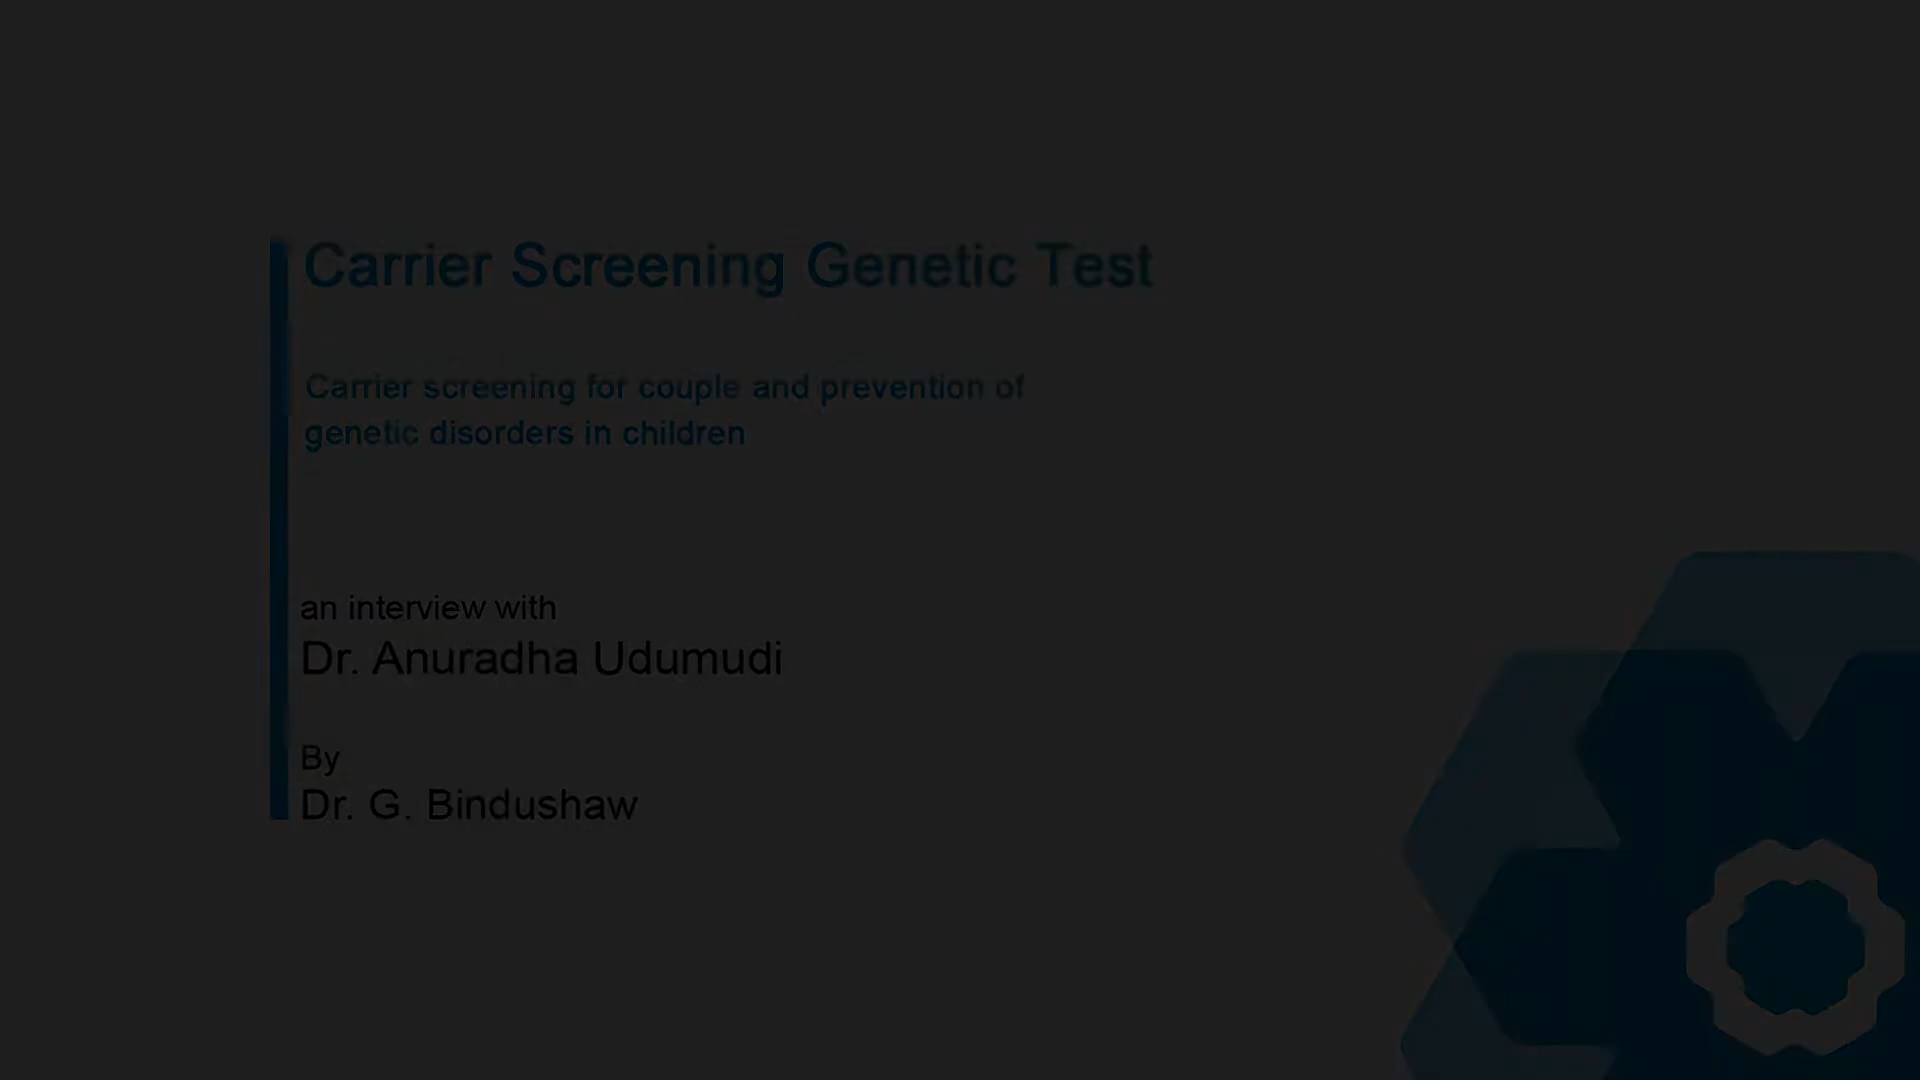 Carrier Screening Genetic Test
Carrier screening for couple and prevention of
genetic disorders in children
an interview with
Dr. Anuradha Udumudi
By
Dr. G. Bindushaw